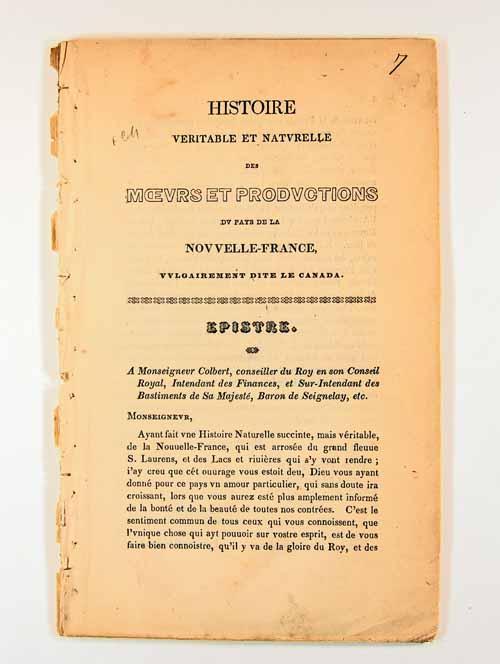 7
HISTOIRE
VERITABLE ET NATVRELLE
DES
MŒVRS ET PRODVCTIONS
DV PAYS DE LA
NOVVELLE-FRANCE,
VVLGAIREMENT DITE LE CANADA.
EPISTRE.
A Monseignevr Colbert, conseiller du Roy en son Conseil
Royal, Intendant des Finances, et Sur-Intendant des
Bastiments de Sa Majesté, Baron de Seignelay, etc.
MONSEIGNEVR,
Ayant fait vne Histoire Naturelle succinte, mais véritable,
de la Nouuelle-France, qui est arrosée du grand fleuue
S. Laurens, et des Lacs et riuières qui s'y vont rendre ;
i'ay creu que cét ouurage vous estoit deu, Dieu vous ayant
donné pour ce pays vn amour particulier, qui sans doute ira
croissant, lors que vous aurez esté plus amplement informé
de la bonté et de la beauté de toutes nos contrées. C'est le
sentiment commun de tous ceux qui vous connoissent, que
l'vnique chose qui ayt pouuoir sur vostre esprit, est de vous
faire bien connoistre, qu'il y va de la gloire du Roy, et des